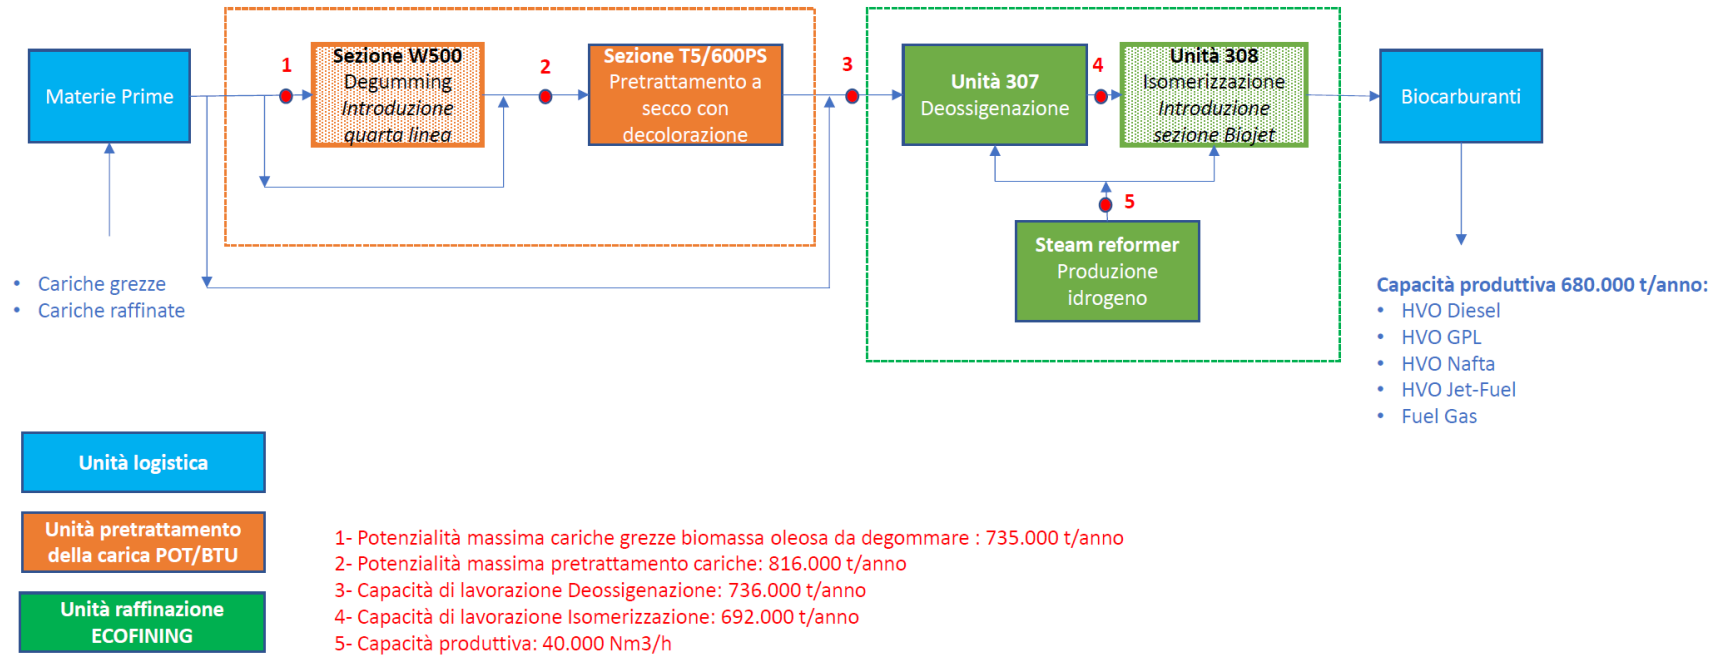 Materie Prime
1
Sezione W500
Degumming
Introduzione
quarta linea
2
Sezione T5/600PS
Pretrattamento a
secco con
decolorazione
3
Unità 307
Deossigenazione
4
Unità 308
Isomerizzazione
Introduzione
sezione Biojet
Biocarburanti
5
Steam reformer
Produzione
idrogeno
• Cariche grezze
• Cariche raffinate
Capacità produttiva 680.000 t/anno:
• HVO Diesel
• HVO GPL
• HVO Nafta
• HVO Jet-Fuel
• Fuel Gas
Unità logistica
Unità pretrattamento
della carica POT/BTU
Unità raffinazione
ECOFINING
1- Potenzialità massima cariche grezze biomassa oleosa da degommare : 735.000 t/anno
2- Potenzialità massima pretrattamento cariche: 816.000 t/anno
3- Capacità di lavorazione Deossigenazione: 736.000 t/anno
4- Capacità di lavorazione Isomerizzazione: 692.000 t/anno
5- Capacità produttiva: 40.000 Nm3/h